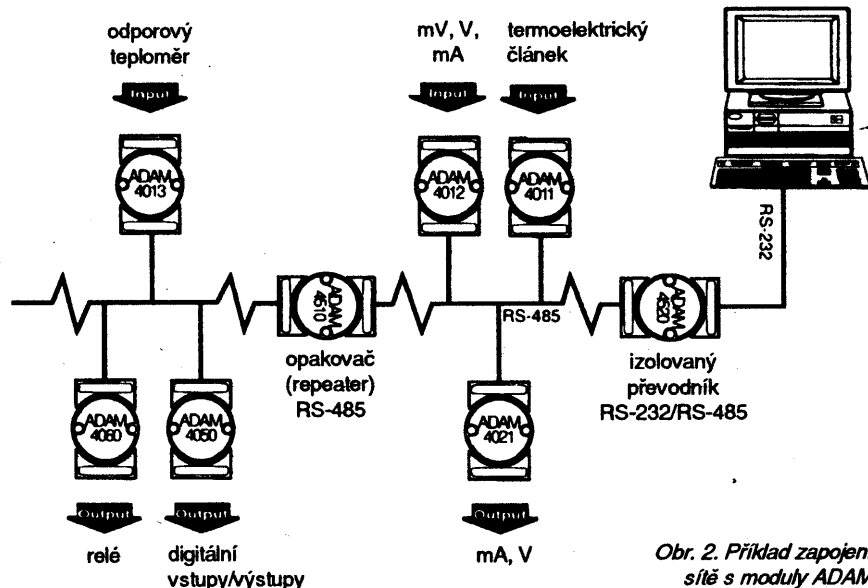 odporový
teploměr
Input
ADAM
4013
mV, V,
mA
Input
ADAM
4012
termoelektrický
článek
Input
ADAM
4011
RS-232
ADAM
4510
opakovač
(repeater)
RS-485
RS-485
ADAM
4520
izolovaný
převodník
RS-232/RS-485
ADAM
4060
Output
relé
ADAM
4050
Output
digitální
vstupy/výstupy
ADAM
4021
Output
mA, V
Obr. 2. Příklad zapojen
sítě s moduly ADAM